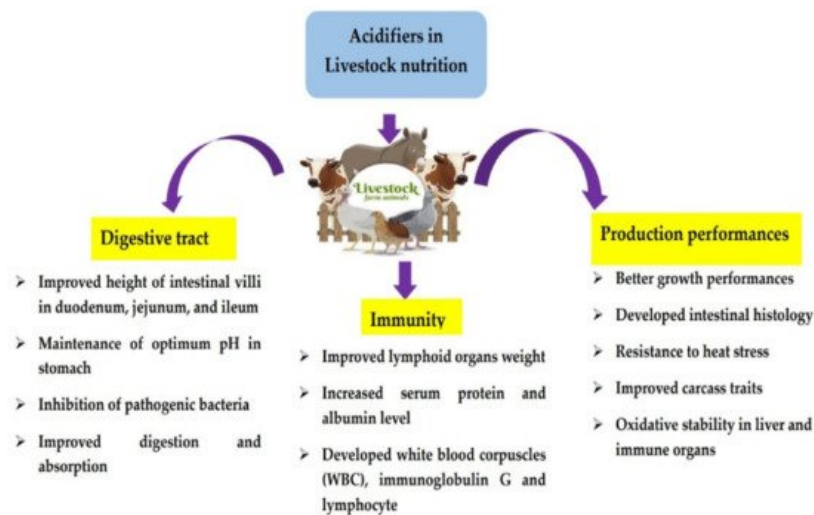 Acidifiers in
Livestock nutrition
Livestock
farm animals
Digestive tract
➢ Improved height of intestinal villi
in duodenum, jejunum, and ileum
➢ Maintenance of optimum pH in
stomach
➢ Inhibition of pathogenic bacteria
➢ Improved digestion and
absorption
Immunity
➢ Improved lymphoid organs weight
➢ Increased serum protein and
albumin level
➢ Developed white blood corpuscles
(WBC), immunoglobulin G and
lymphocyte
Production performances
➢ Better growth performances
➢ Developed intestinal histology
➢ Resistance to heat stress
➢ Improved carcass traits
➢ Oxidative stability in liver and
immune organs